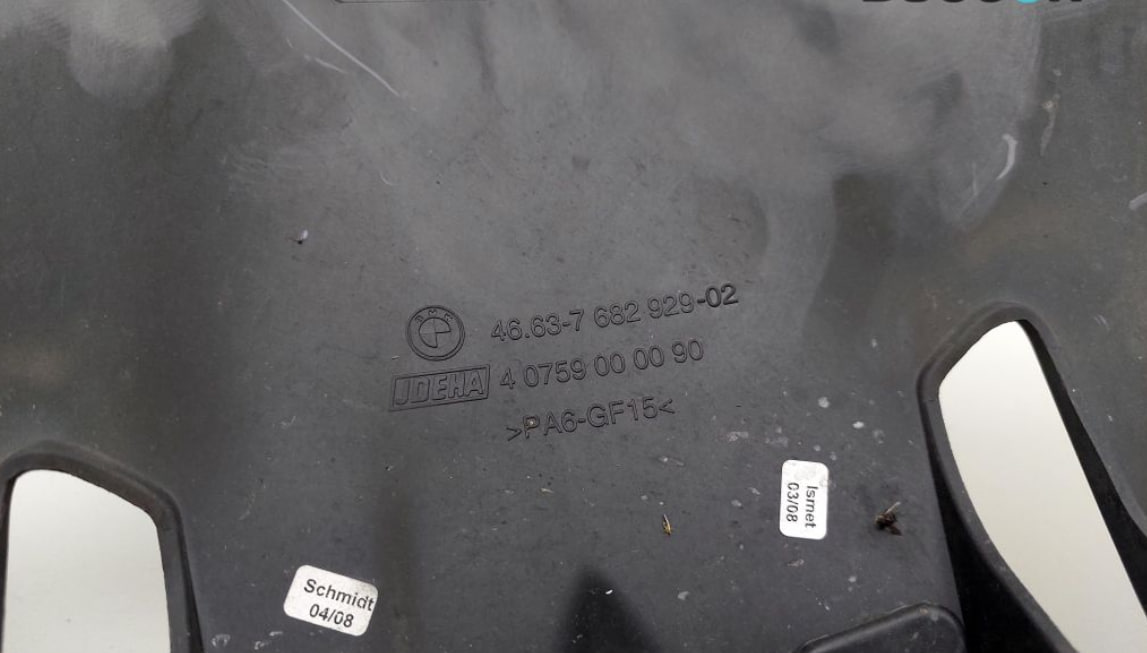 BMW
46.63-7 682 929-02
JDEHA 4 0759 00 00 90
>PA6-GF15<
Ismet
03/08
Schmidt
04/08